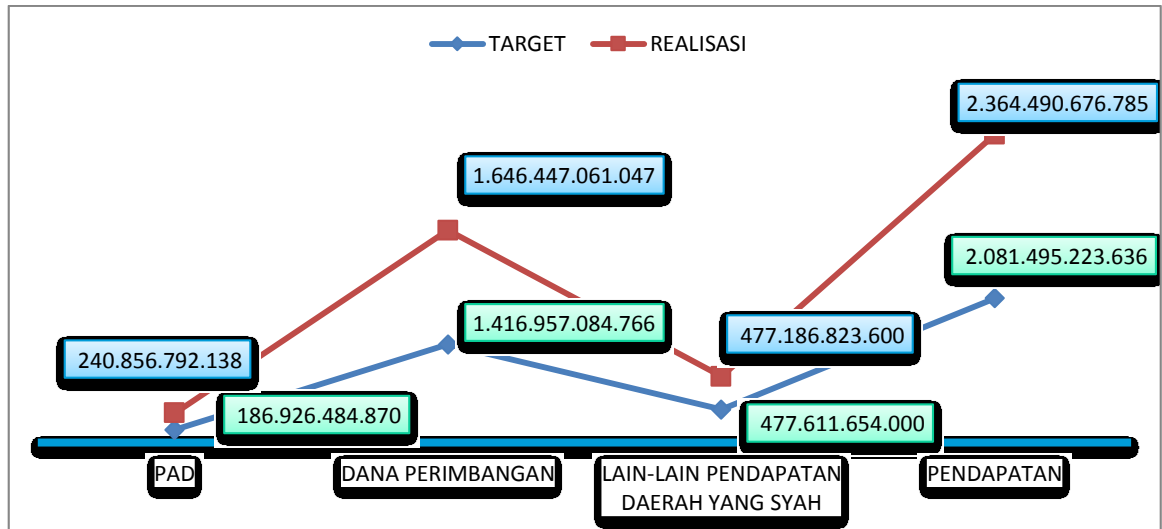 TARGET REALISASI
2.364.490.676.785
1.646.447.061.047
2.081.495.223.636
1.416.957.084.766
477.186.823.600
240.856.792.138
186.926.484.870
477.611.654.000
PAD
DANA PERIMBANGAN
LAIN-LAIN PENDAPATAN
DAERAH YANG SYAH
PENDAPATAN